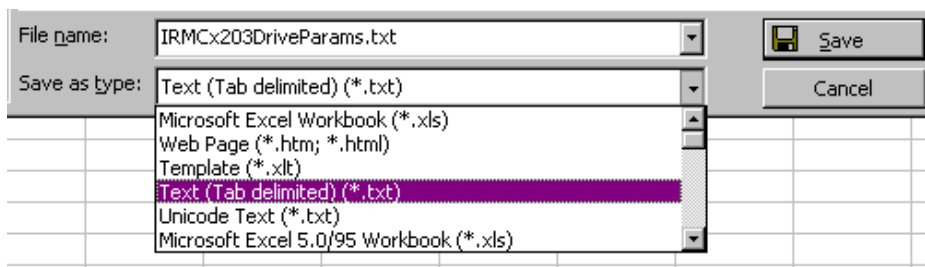 File name: IRMCx203DriveParams.txt Save
Save as type: Text (Tab delimited) (*.txt) Cancel
Microsoft Excel Workbook (*.xls)
Web Page (*.htm; *.html)
Template (*.xlt)
Text (Tab delimited) (*.txt)
Unicode Text (*.txt)
Microsoft Excel 5.0/95 Workbook (*.xls)